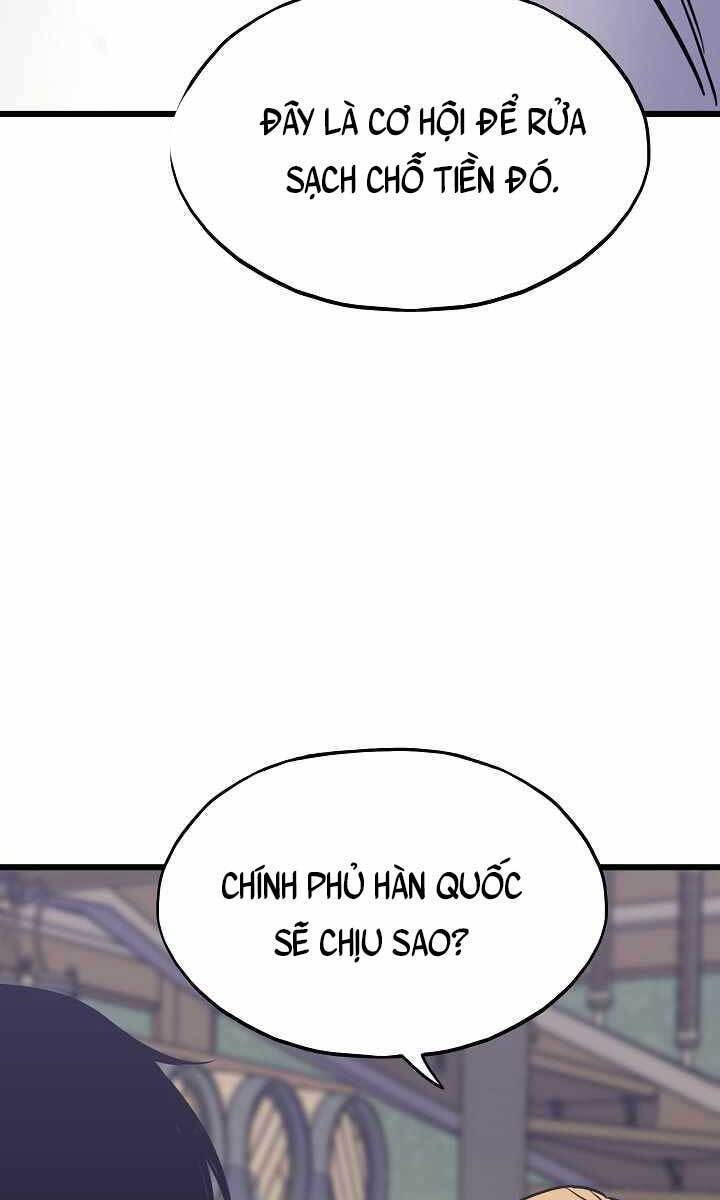 ĐÂY LÀ CƠ HỘI ĐỂ RỬA
SẠCH CHỖ TIỀN ĐÓ.
CHÍNH PHỦ HÀN QUỐC
SẼ CHỊU SAO?